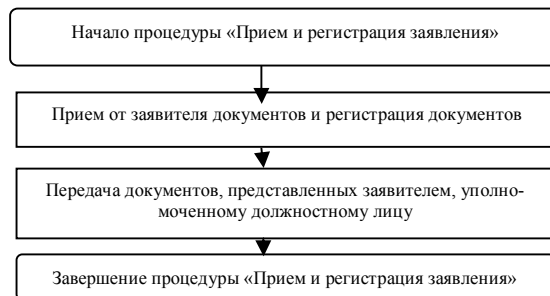 Начало процедуры «Прием и регистрация заявления»
Прием от заявителя документов и регистрация документов
Передача документов, представленных заявителем, уполно-
моченному должностному лицу
Завершение процедуры «Прием и регистрация заявления»